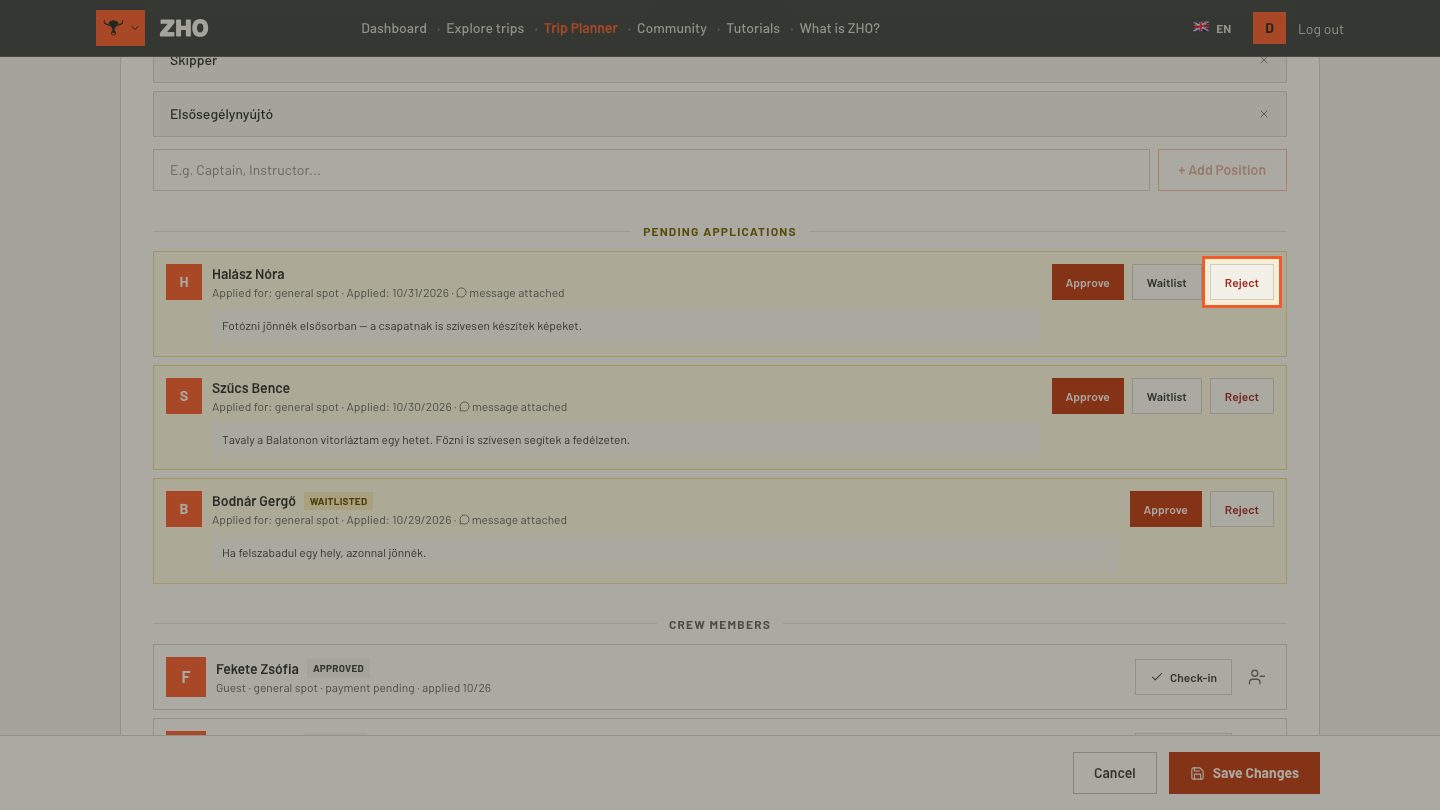 ZHO
Dashboard · Explore trips · Trip Planner · Community · Tutorials · What is ZHO?
EN
D
Log out
Skipper
Elsősegélynyújtó
E.g. Captain, Instructor...
+ Add Position
PENDING APPLICATIONS
H
Halász Nóra
Applied for: general spot · Applied: 10/31/2026 · message attached
Fotózni jönnék elsősorban — a csapatnak is szívesen készítek képeket.
Approve
Waitlist
Reject
S
Szűcs Bence
Applied for: general spot · Applied: 10/30/2026 · message attached
Tavaly a Balatonon vitorláztam egy hetet. Főzni is szívesen segítek a fedélzeten.
Approve
Waitlist
Reject
B
Bodnár Gergő WAITLISTED
Applied for: general spot · Applied: 10/29/2026 · message attached
Ha felszabadul egy hely, azonnal jönnék.
Approve
Reject
CREW MEMBERS
F
Fekete Zsófia APPROVED
Guest · general spot · payment pending · applied 10/26
Check-in
Cancel
Save Changes